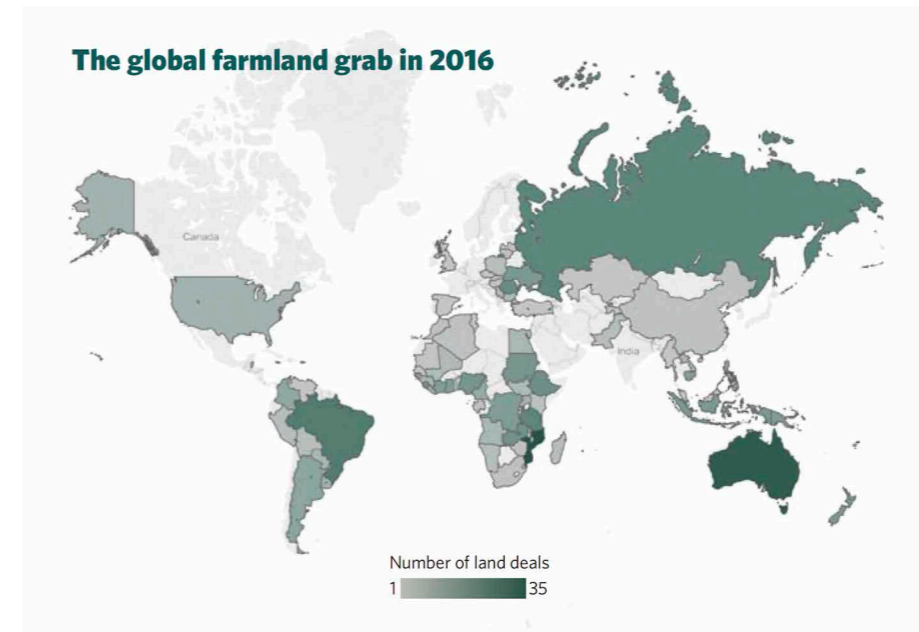 The global farmland grab in 2016
Canada
India
Number of land deals
1 35